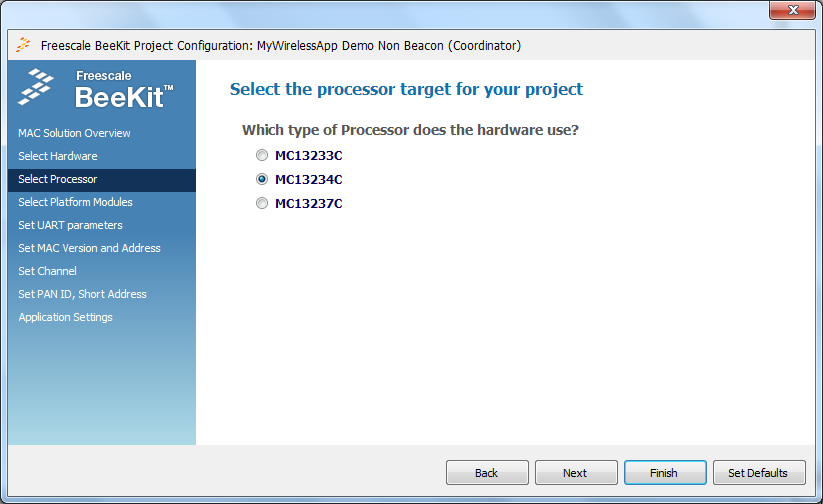 Freescale BeeKit Project Configuration: MyWirelessApp Demo Non Beacon (Coordinator)
Freescale
BeeKit™
MAC Solution Overview
Select Hardware
Select Processor
Select Platform Modules
Set UART parameters
Set MAC Version and Address
Set Channel
Set PAN ID, Short Address
Application Settings
Select the processor target for your project
Which type of Processor does the hardware use?
MC13233C
MC13234C
MC13237C
Back
Next
Finish
Set Defaults